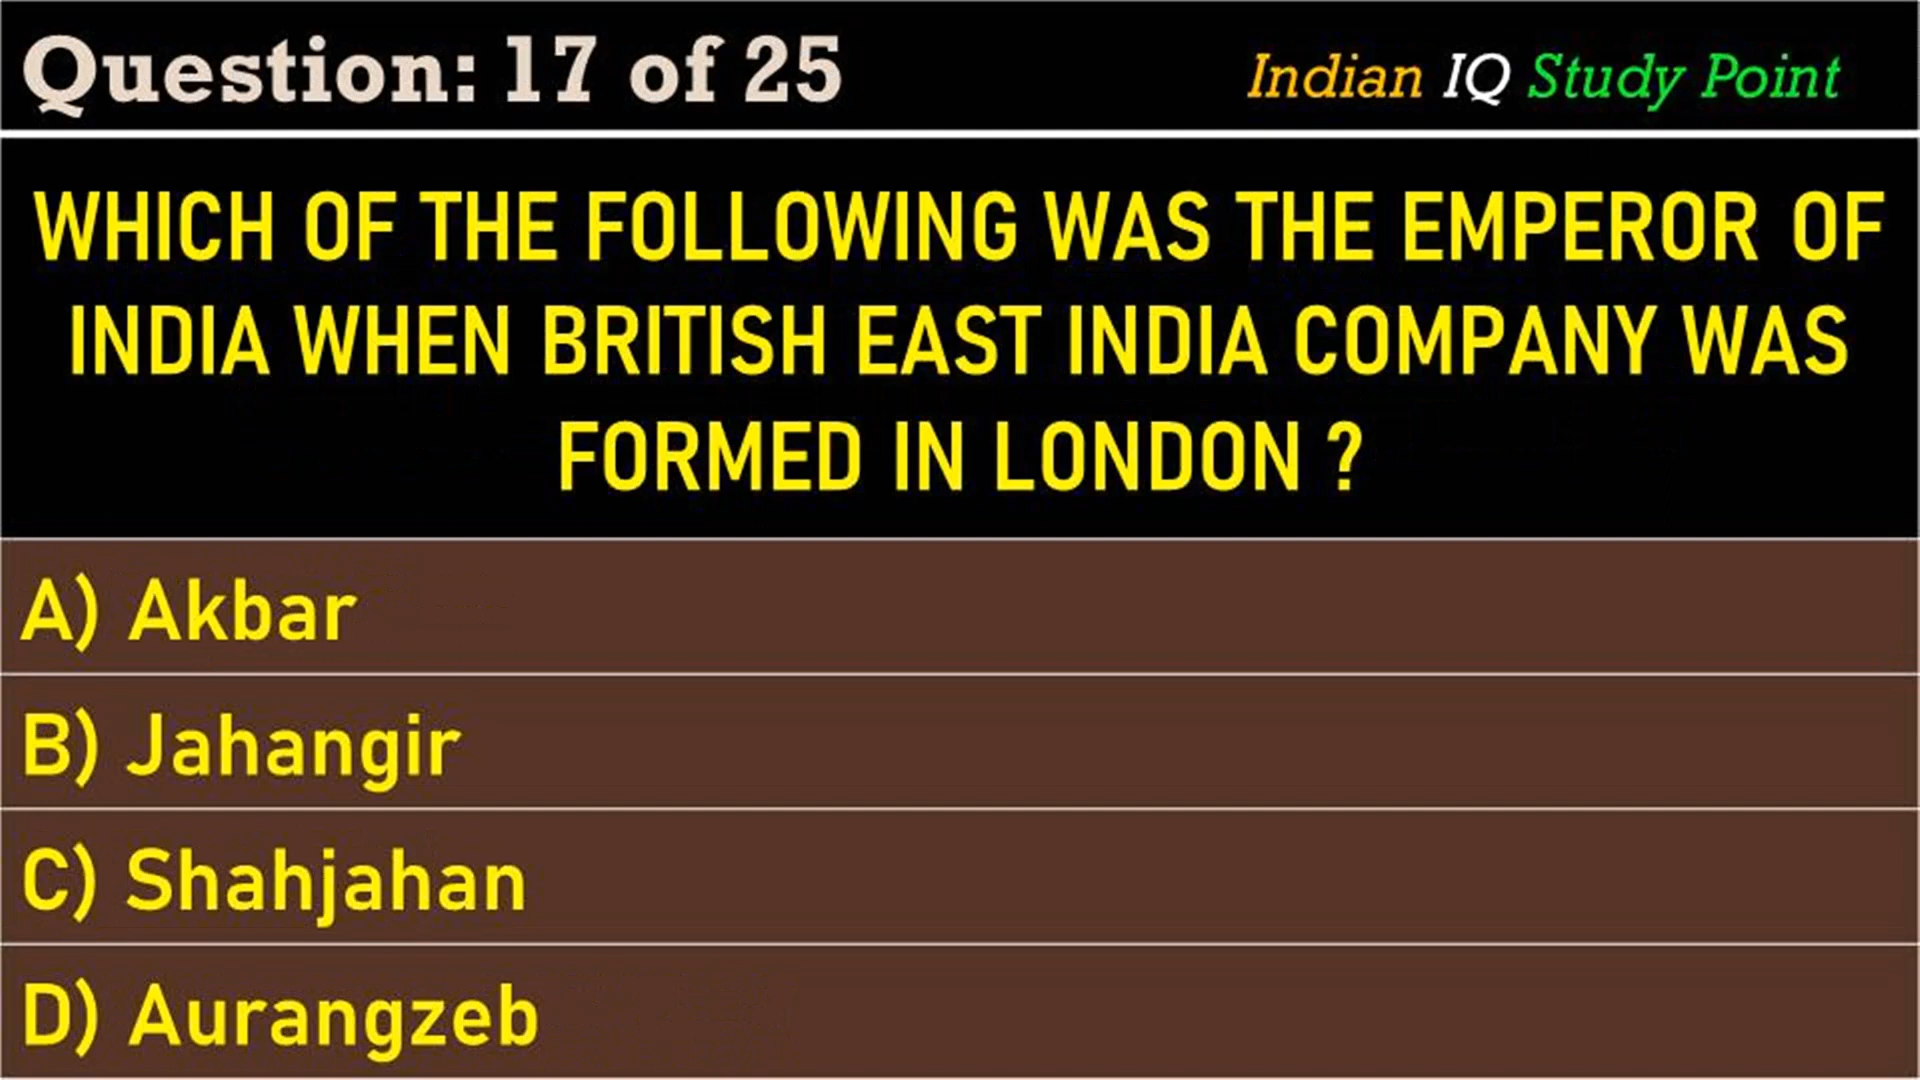 Question: 17 of 25
Indian IQ Study Point
WHICH OF THE FOLLOWING WAS THE EMPEROR OF
INDIA WHEN BRITISH EAST INDIA COMPANY WAS
FORMED IN LONDON ?
A) Akbar
B) Jahangir
C) Shahjahan
D) Aurangzeb